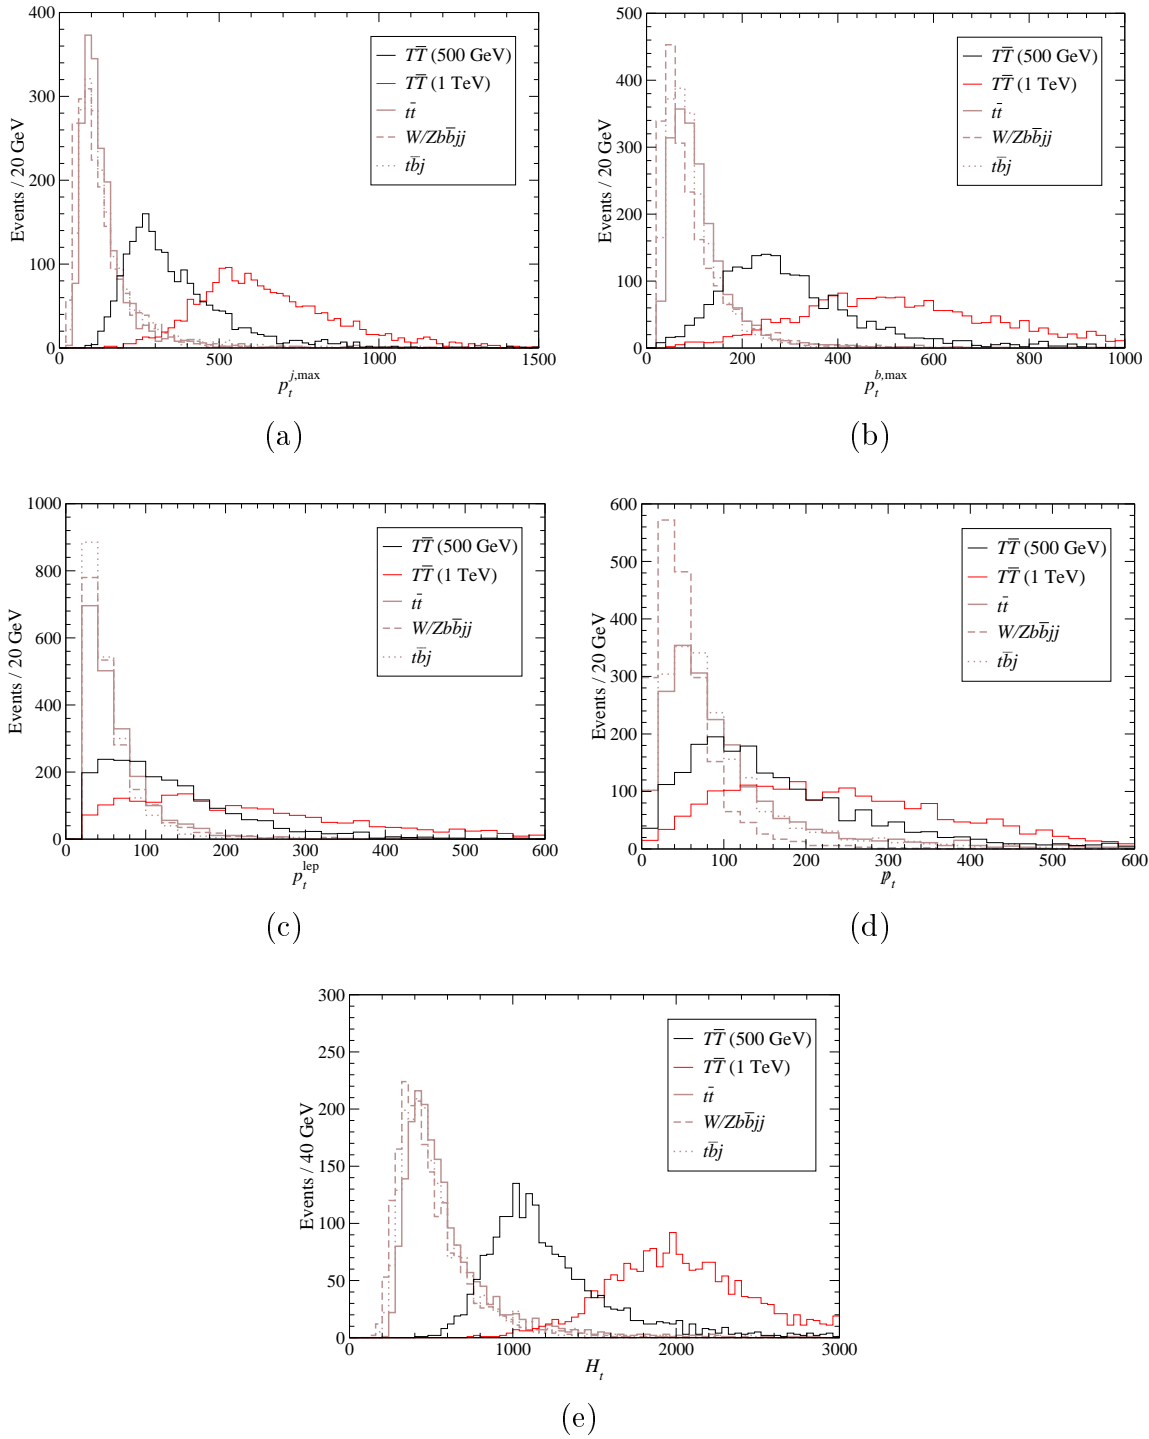 400
300
200
100
0
Events / 20 GeV
TT̅ (500 GeV)
TT̅ (1 TeV)
tt̄
W/Zbb̅jj
tb̅j
0 500 1000 1500
p_t^{j,max}
(a)
500
400
300
200
100
0
Events / 20 GeV
TT̅ (500 GeV)
TT̅ (1 TeV)
tt̄
W/Zbb̅jj
tb̅j
0 200 400 600 800 1000
p_t^{b,max}
(b)
1000
800
600
400
200
0
Events / 20 GeV
TT̅ (500 GeV)
TT̅ (1 TeV)
tt̄
W/Zbb̅jj
tb̅j
0 100 200 300 400 500 600
p_t^{lep}
(c)
600
500
400
300
200
100
0
Events / 20 GeV
TT̅ (500 GeV)
TT̅ (1 TeV)
tt̄
W/Zbb̅jj
tb̅j
0 100 200 300 400 500 600
p̸_t
(d)
300
250
200
150
100
50
0
Events / 40 GeV
TT̅ (500 GeV)
TT̅ (1 TeV)
tt̄
W/Zbb̅jj
tb̅j
0 1000 2000 3000
H_t
(e)